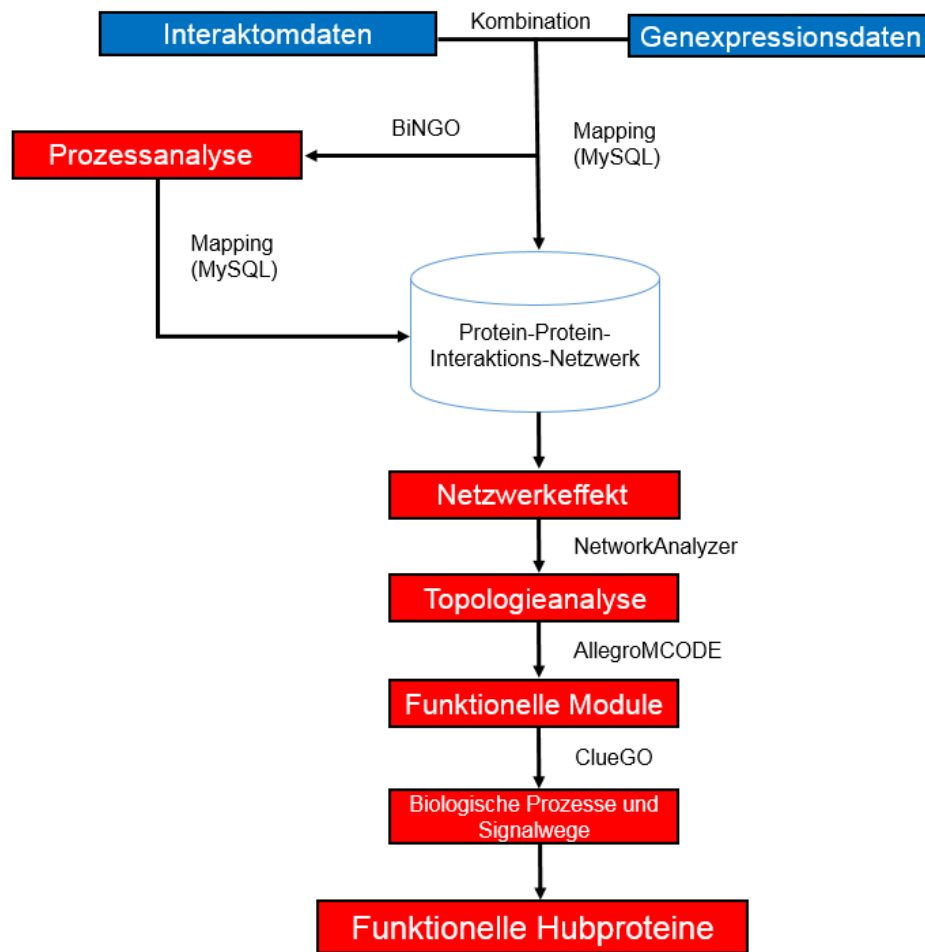 Kombination
Interaktomdaten
Genexpressionsdaten
BiNGO
Mapping
(MySQL)
Prozessanalyse
Mapping
(MySQL)
Protein-Protein-
Interaktions-Netzwerk
Netzwerkeffekt
NetworkAnalyzer
Topologieanalyse
AllegroMCODE
Funktionelle Module
ClueGO
Biologische Prozesse und
Signalwege
Funktionelle Hubproteine